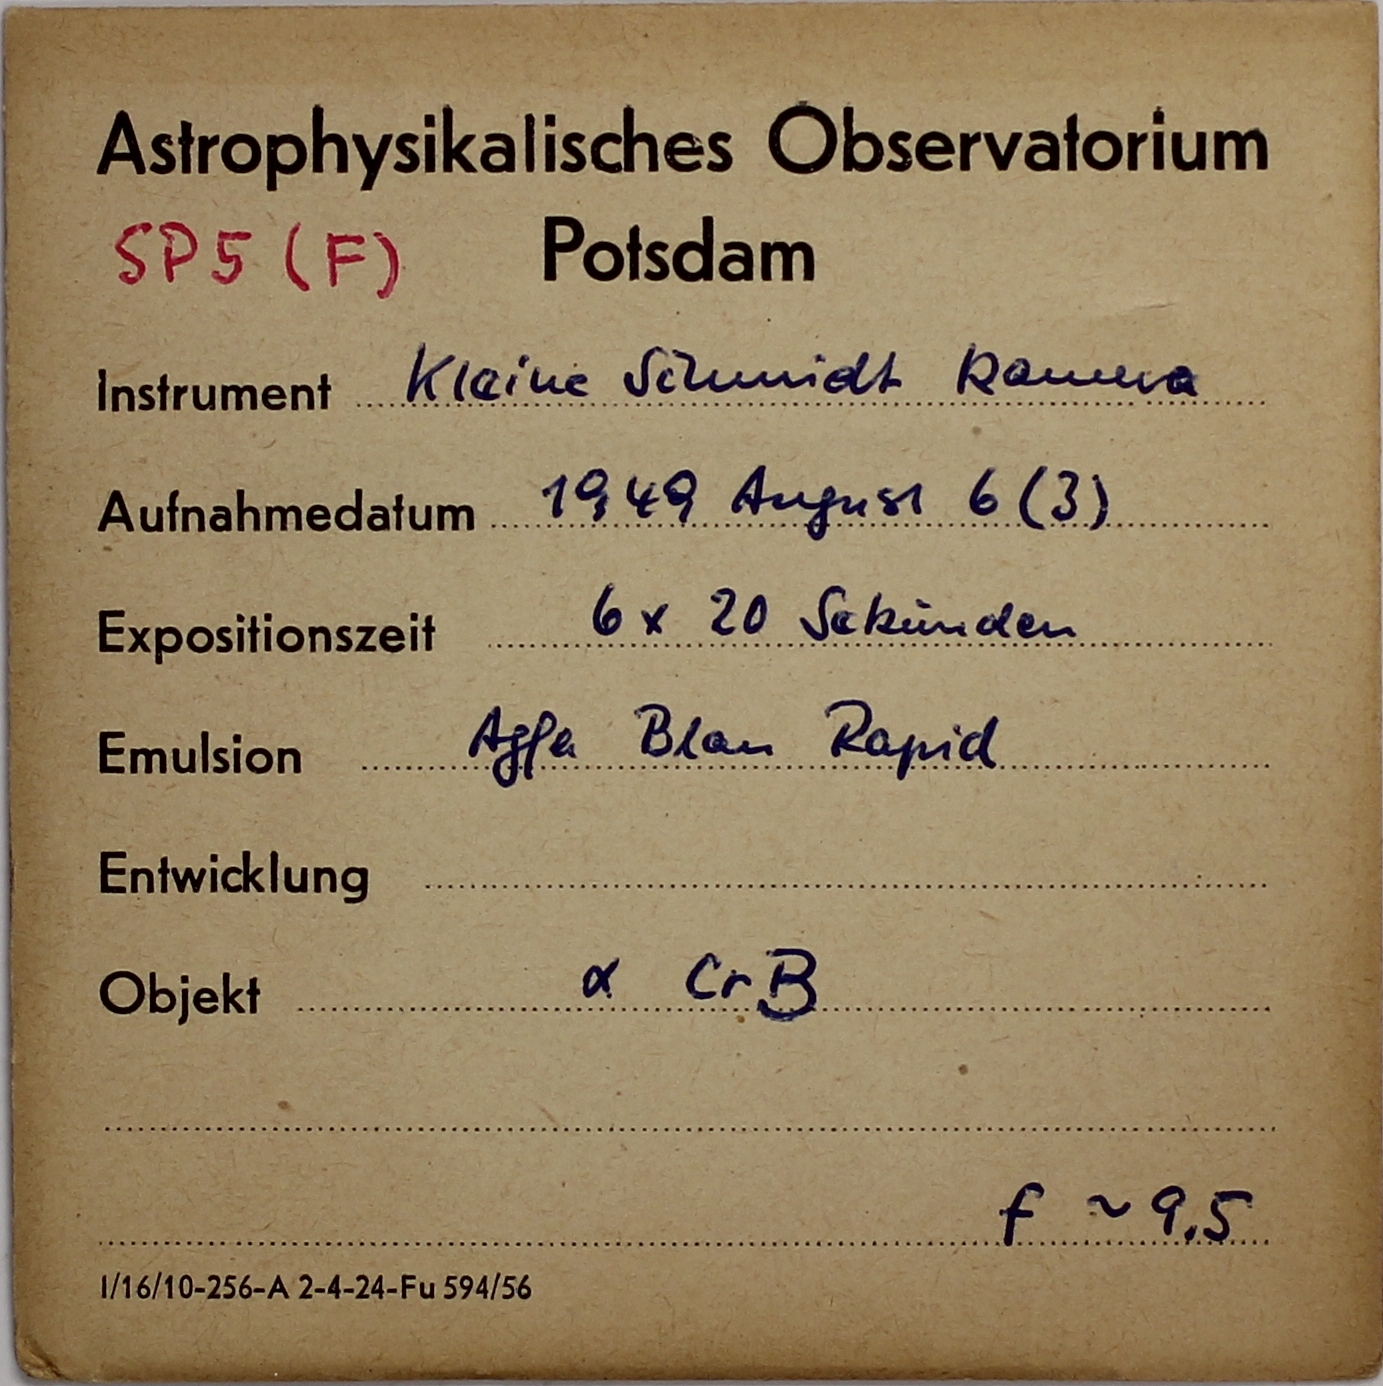 Astrophysikalisches Observatorium
SP5 (F) Potsdam
Instrument Kleine Schmidt Kamera
Aufnahmedatum 1949 August 6 (3)
Expositionszeit 6 x 20 Sekunden
Emulsion Agfa Blau Rapid
Entwicklung
Objekt α CrB
f ~ 9,5
I/16/10-256-A 2-4-24-Fu 594/56